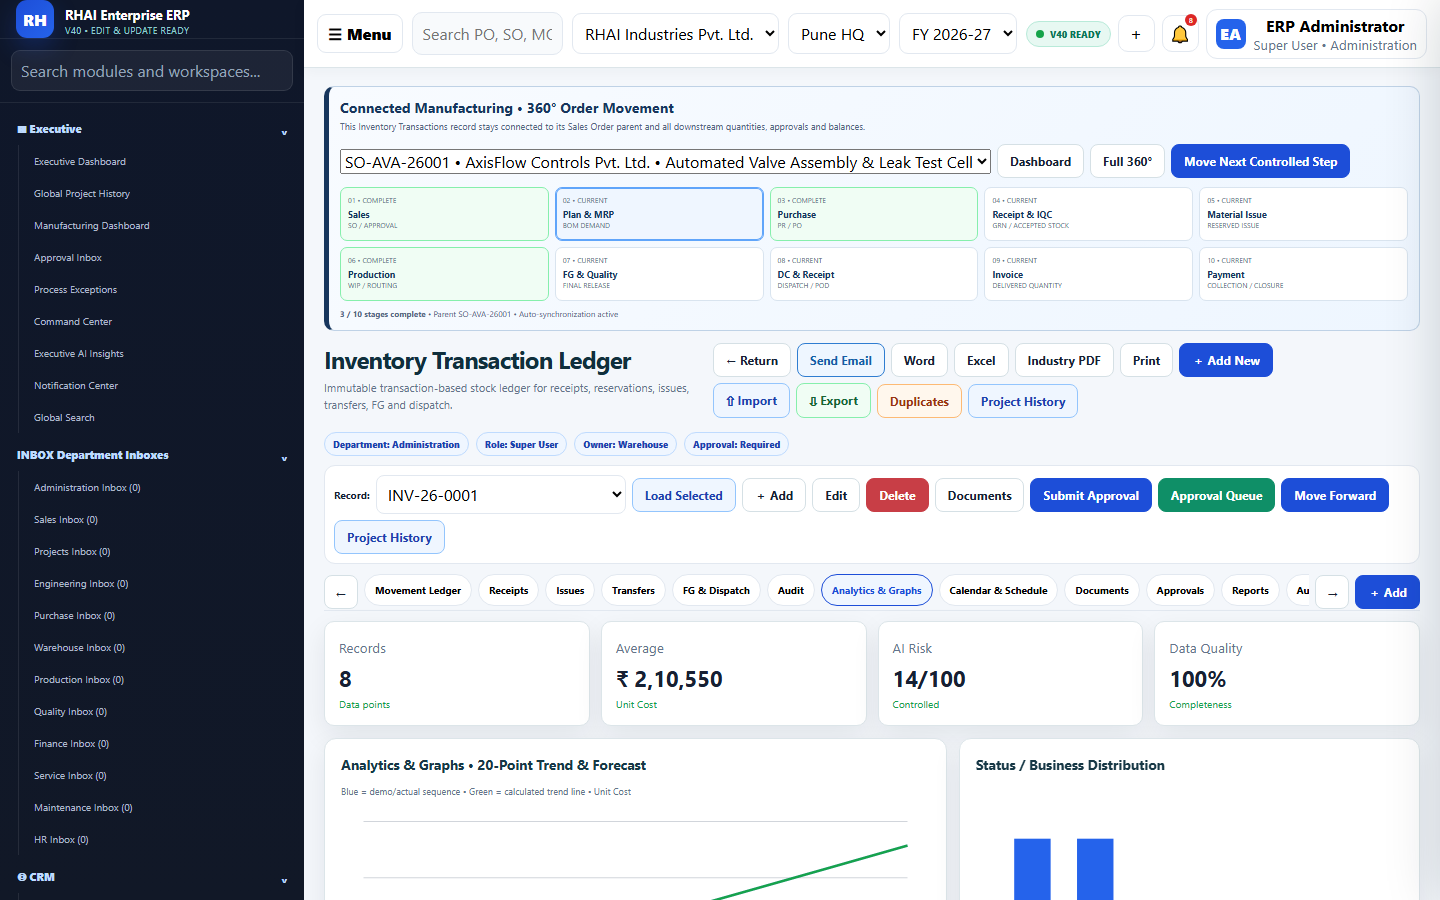 RH
RHAI Enterprise ERP
V40 • EDIT & UPDATE READY
Search modules and workspaces...
Executive
Executive Dashboard
Global Project History
Manufacturing Dashboard
Approval Inbox
Process Exceptions
Command Center
Executive AI Insights
Notification Center
Global Search
INBOX Department Inboxes
Administration Inbox (0)
Sales Inbox (0)
Projects Inbox (0)
Engineering Inbox (0)
Purchase Inbox (0)
Warehouse Inbox (0)
Production Inbox (0)
Quality Inbox (0)
Finance Inbox (0)
Service Inbox (0)
Maintenance Inbox (0)
HR Inbox (0)
CRM
☰ Menu
Search PO, SO, MC
RHAI Industries Pvt. Ltd.
Pune HQ
FY 2026-27
V40 READY
+
8
EA
ERP Administrator
Super User • Administration
Connected Manufacturing • 360° Order Movement
This Inventory Transactions record stays connected to its Sales Order parent and all downstream quantities, approvals and balances.
SO-AVA-26001 • AxisFlow Controls Pvt. Ltd. • Automated Valve Assembly & Leak Test Cell
Dashboard
Full 360°
Move Next Controlled Step
01 • COMPLETE
Sales
SO / APPROVAL
02 • CURRENT
Plan & MRP
BOM DEMAND
03 • COMPLETE
Purchase
PR / PO
04 • CURRENT
Receipt & IQC
GRN / ACCEPTED STOCK
05 • CURRENT
Material Issue
RESERVED ISSUE
06 • COMPLETE
Production
WIP / ROUTING
07 • CURRENT
FG & Quality
FINAL RELEASE
08 • CURRENT
DC & Receipt
DISPATCH / POD
09 • CURRENT
Invoice
DELIVERED QUANTITY
10 • CURRENT
Payment
COLLECTION / CLOSURE
3 / 10 stages complete • Parent SO-AVA-26001 • Auto-synchronization active
Inventory Transaction Ledger
Immutable transaction-based stock ledger for receipts, reservations, issues,
transfers, FG and dispatch.
← Return
Send Email
Word
Excel
Industry PDF
Print
+ Add New
⇧ Import
⇩ Export
Duplicates
Project History
Department: Administration
Role: Super User
Owner: Warehouse
Approval: Required
Record:
INV-26-0001
Load Selected
+ Add
Edit
Delete
Documents
Submit Approval
Approval Queue
Move Forward
Project History
←
Movement Ledger
Receipts
Issues
Transfers
FG & Dispatch
Audit
Analytics & Graphs
Calendar & Schedule
Documents
Approvals
Reports
Au
→
+ Add
Records
8
Data points
Average
₹ 2,10,550
Unit Cost
AI Risk
14/100
Controlled
Data Quality
100%
Completeness
Analytics & Graphs • 20-Point Trend & Forecast
Blue = demo/actual sequence • Green = calculated trend line • Unit Cost
Status / Business Distribution